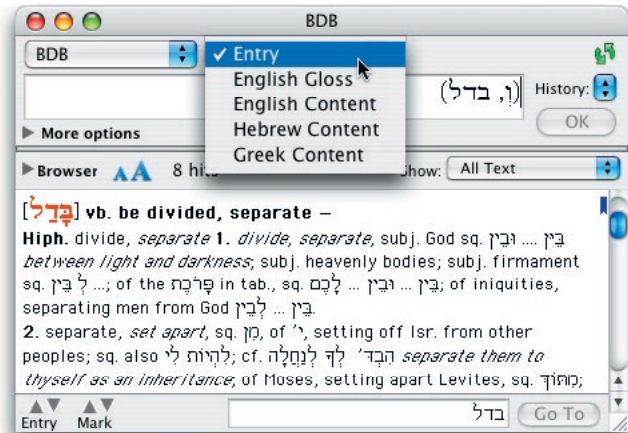 BDB
BDB
✓ Entry
English Gloss
English Content
Hebrew Content
Greek Content
(וְ, בדל)
History:
OK
More options
Browser AA 8 hits
Show: All Text
[בָּדַל] vb. be divided, separate —
Hiph. divide, separate 1. divide, separate, subj. God sq. בֵּין .... וּבֵין
between light and darkness; subj. heavenly bodies; subj. firmament
sq. בֵּין ... לְ; of the פָּרֹכֶת in tab., sq. לָכֶם ... בֵּין ... וּבֵין; of iniquities,
separating men from God בֵּין ... לְבֵין.
2. separate, set apart, sq. מִן, of י׳, setting off Isr. from other
peoples; sq. also לִהְיוֹת לִי; cf. הִבְדּ׳ לְךָ לְנַחֲלָה separate them to
thyself as an inheritance; of Moses, setting apart Levites, sq. מִתּוֹךְ;
Entry Mark
בדל
Go To